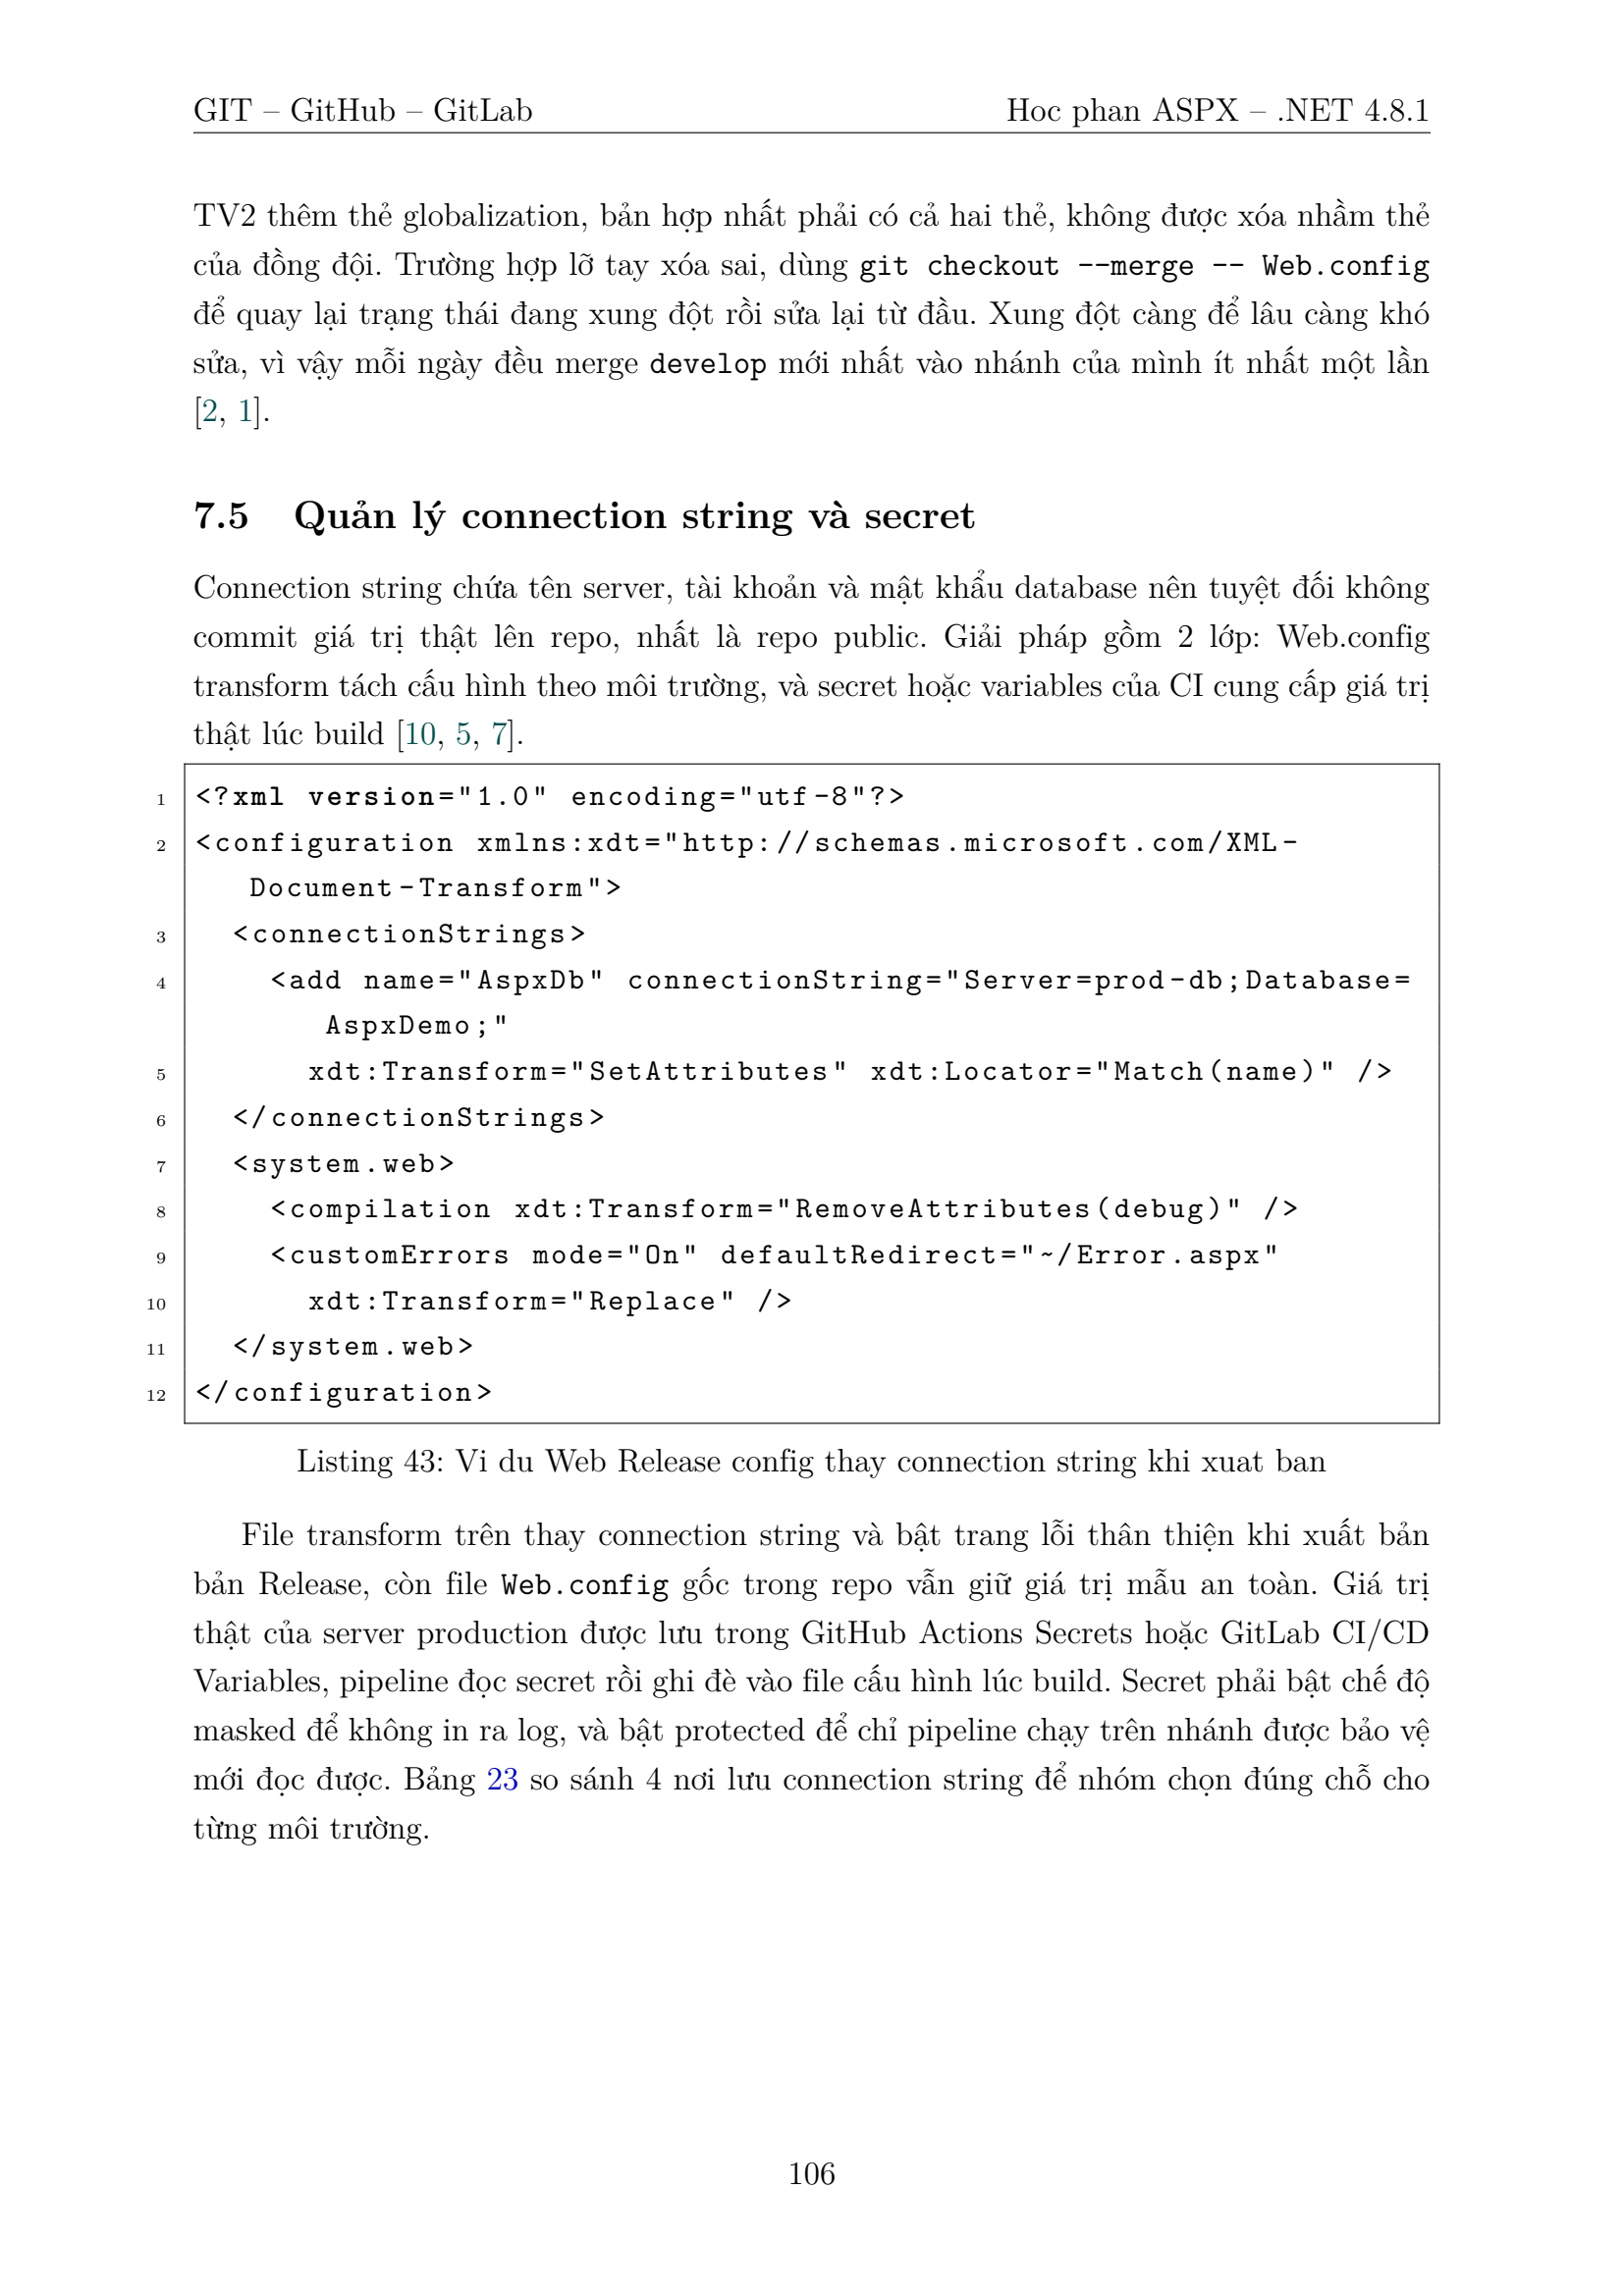 GIT – GitHub – GitLab
Hoc phan ASPX – .NET 4.8.1
TV2 thêm thẻ globalization, bản hợp nhất phải có cả hai thẻ, không được xóa nhầm thẻ
của đồng đội. Trường hợp lỡ tay xóa sai, dùng git checkout --merge -- Web.config
để quay lại trạng thái đang xung đột rồi sửa lại từ đầu. Xung đột càng để lâu càng khó
sửa, vì vậy mỗi ngày đều merge develop mới nhất vào nhánh của mình ít nhất một lần
[2, 1].
7.5 Quản lý connection string và secret
Connection string chứa tên server, tài khoản và mật khẩu database nên tuyệt đối không
commit giá trị thật lên repo, nhất là repo public. Giải pháp gồm 2 lớp: Web.config
transform tách cấu hình theo môi trường, và secret hoặc variables của CI cung cấp giá trị
thật lúc build [10, 5, 7].
1 <?xml version="1.0" encoding="utf-8"?>
2 <configuration xmlns:xdt="http://schemas.microsoft.com/XML-
Document-Transform">
3 <connectionStrings>
4 <add name="AspxDb" connectionString="Server=prod-db;Database=
AspxDemo;"
5 xdt:Transform="SetAttributes" xdt:Locator="Match(name)" />
6 </connectionStrings>
7 <system.web>
8 <compilation xdt:Transform="RemoveAttributes(debug)" />
9 <customErrors mode="On" defaultRedirect="~/Error.aspx"
10 xdt:Transform="Replace" />
11 </system.web>
12 </configuration>
Listing 43: Vi du Web Release config thay connection string khi xuat ban
File transform trên thay connection string và bật trang lỗi thân thiện khi xuất bản
bản Release, còn file Web.config gốc trong repo vẫn giữ giá trị mẫu an toàn. Giá trị
thật của server production được lưu trong GitHub Actions Secrets hoặc GitLab CI/CD
Variables, pipeline đọc secret rồi ghi đè vào file cấu hình lúc build. Secret phải bật chế độ
masked để không in ra log, và bật protected để chỉ pipeline chạy trên nhánh được bảo vệ
mới đọc được. Bảng 23 so sánh 4 nơi lưu connection string để nhóm chọn đúng chỗ cho
từng môi trường.
106